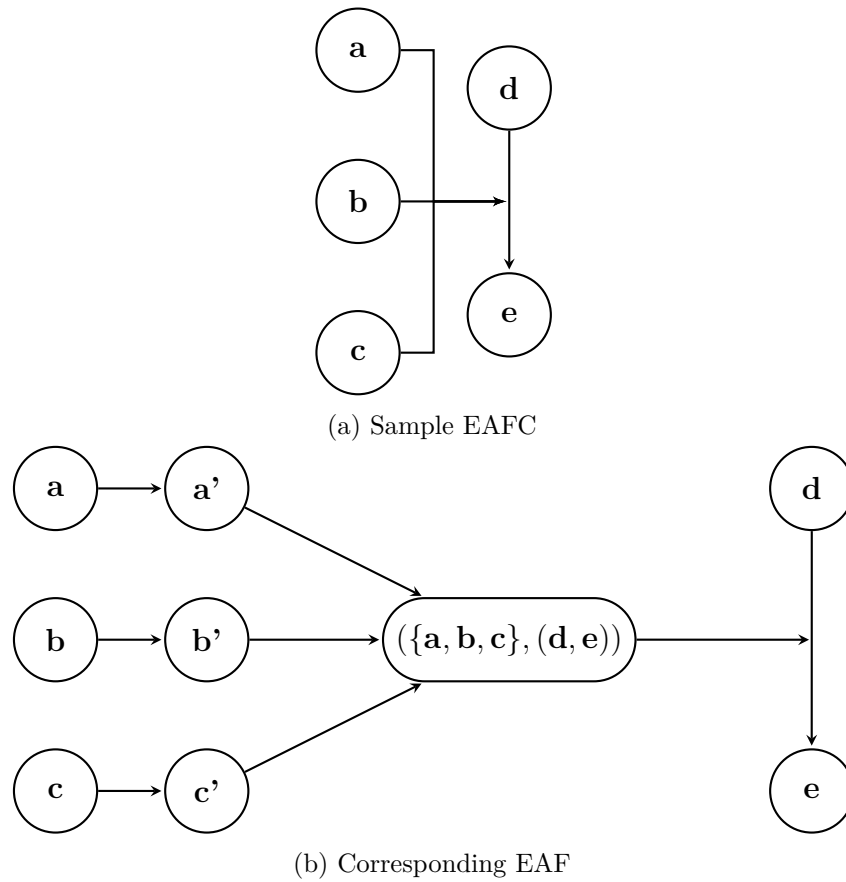 a
d
b
e
c
(a) Sample EAFC
a a’ d
b b’ ({a, b, c}, (d, e))
c c’ e
(b) Corresponding EAF